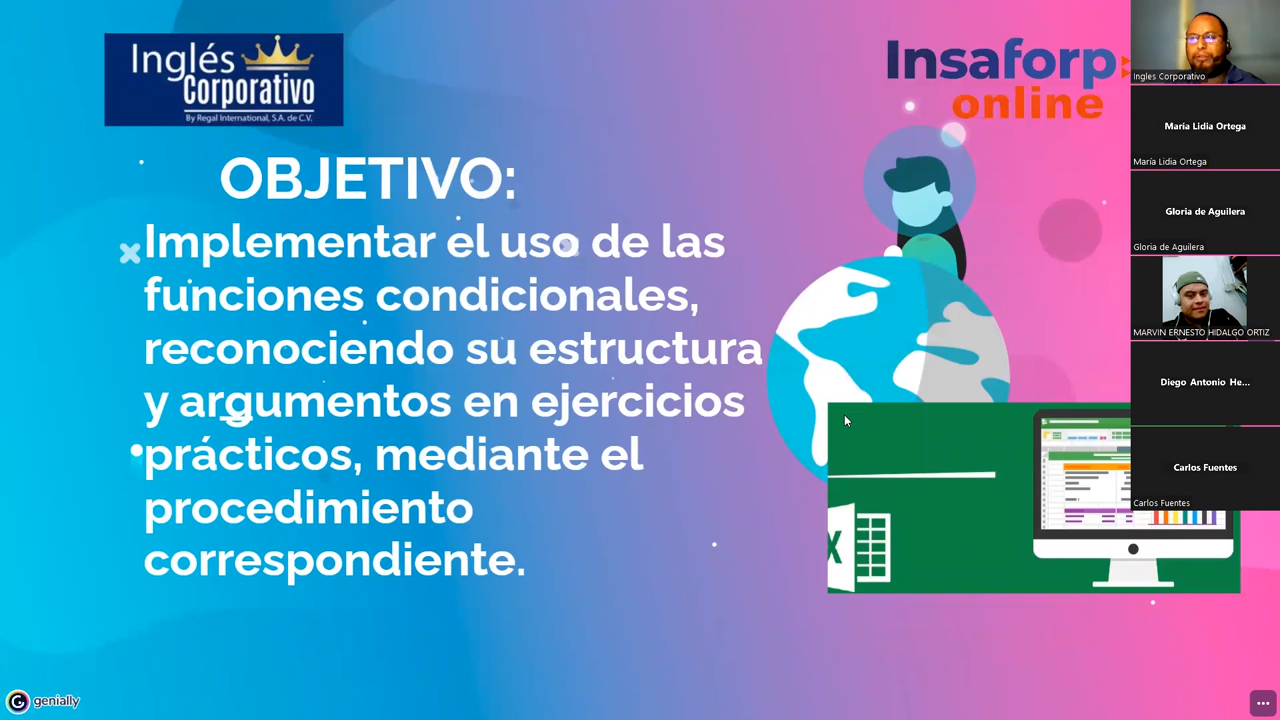 Inglés
Corporativo
By Regal International, S.A. de C.V.
Insaforp
online
OBJETIVO:
Implementar el uso de las
funciones condicionales,
reconociendo su estructura
y argumentos en ejercicios
prácticos, mediante el
procedimiento
correspondiente.
X
genially
Ingles Corporativo
María Lidia Ortega
María Lidia Ortega
Gloria de Aguilera
Gloria de Aguilera
MARVIN ERNESTO HIDALGO ORTIZ
Diego Antonio He...
Carlos Fuentes
Carlos Fuentes